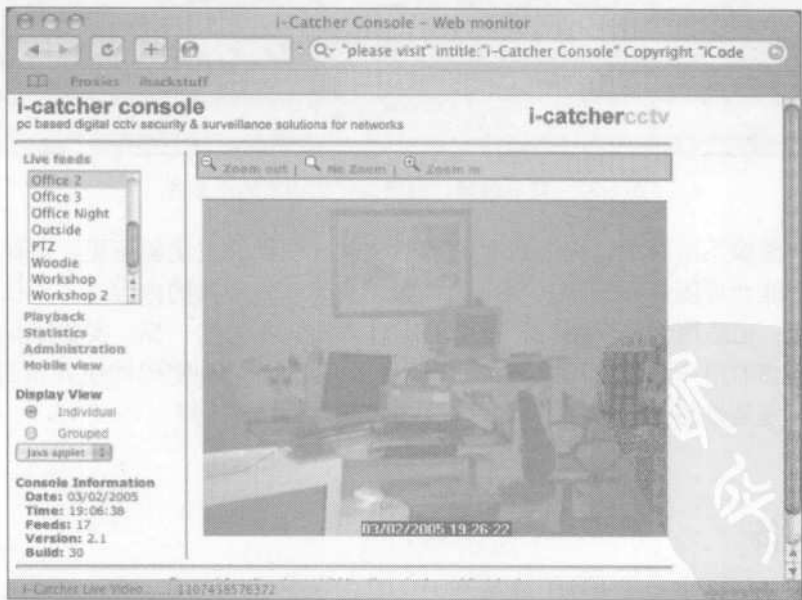 i-Catcher Console – Web monitor
"please visit" intitle:"i-Catcher Console" Copyright "iCode
Proxies ihackstuff
i-catcher console
pc based digital cctv security & surveillance solutions for networks
i-catchercctv
Live feeds
Office 2
Office 3
Office Night
Outside
PTZ
Woodie
Workshop
Workshop 2
Playback
Statistics
Administration
Mobile view
Display View
Individual
Grouped
Java applet
Console Information
Date: 03/02/2005
Time: 19:06:38
Feeds: 17
Version: 2.1
Build: 30
Zoom out | No Zoom | Zoom in
03/02/2005 19:26:22
i-Catcher Live Video
1107458576372